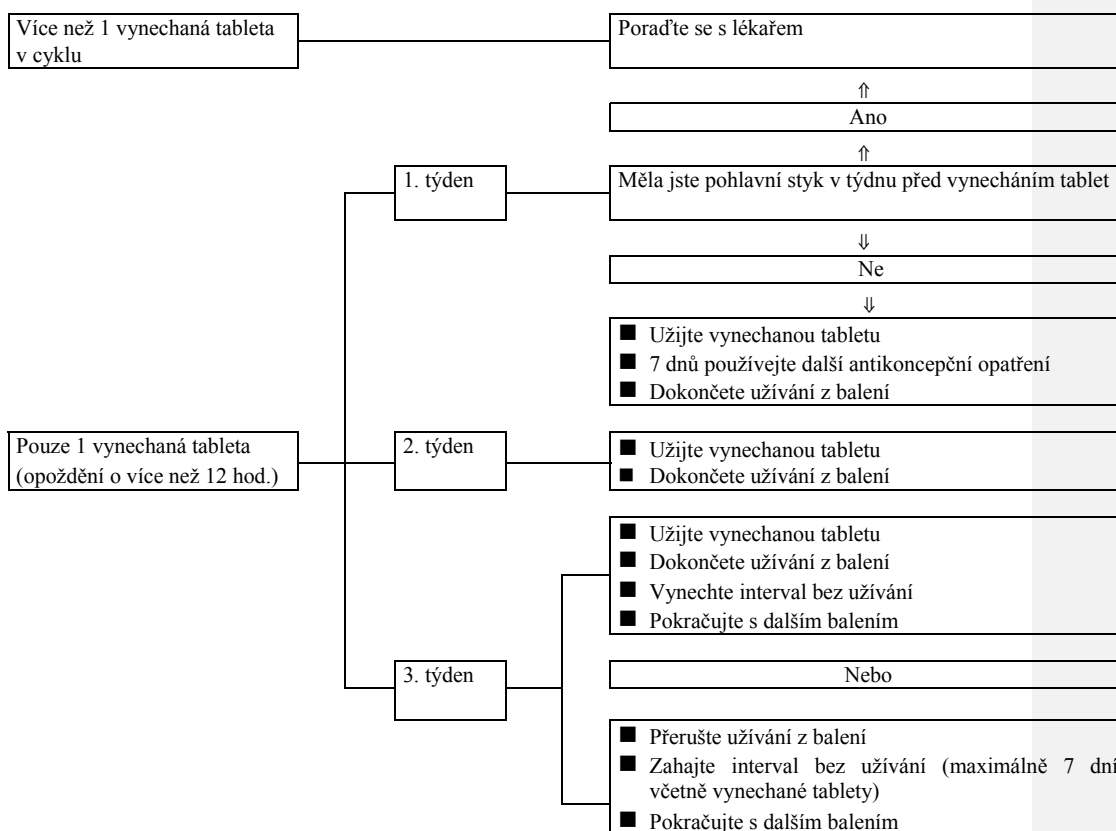 Více než 1 vynechaná tableta
v cyklu
Poraďte se s lékařem
⇑
Ano
⇑
1. týden
Měla jste pohlavní styk v týdnu před vynecháním tablet
⇓
Ne
⇓
■ Užijte vynechanou tabletu
■ 7 dnů používejte další antikoncepční opatření
■ Dokončete užívání z balení
Pouze 1 vynechaná tableta
(opoždění o více než 12 hod.)
2. týden
■ Užijte vynechanou tabletu
■ Dokončete užívání z balení
■ Užijte vynechanou tabletu
■ Dokončete užívání z balení
■ Vynechte interval bez užívání
■ Pokračujte s dalším balením
3. týden
Nebo
■ Přerušte užívání z balení
■ Zahajte interval bez užívání (maximálně 7 dní
včetně vynechané tablety)
■ Pokračujte s dalším balením